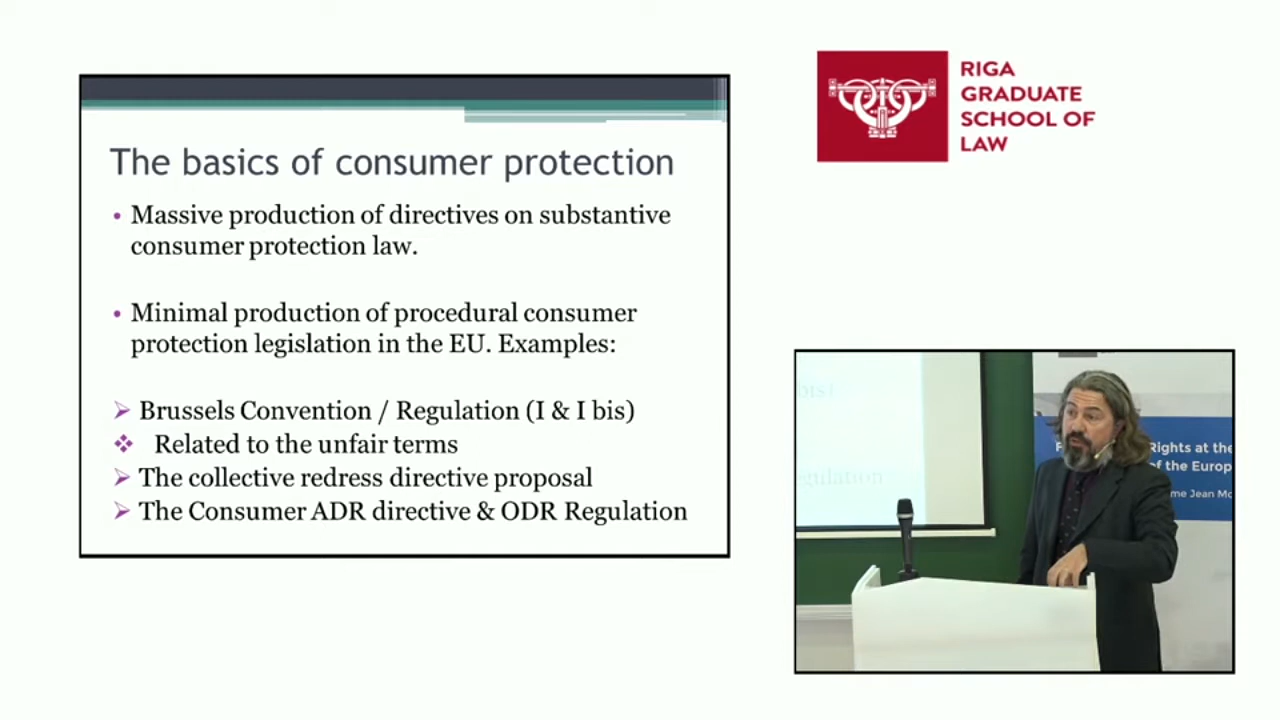 The basics of consumer protection
• Massive production of directives on substantive
consumer protection law.
• Minimal production of procedural consumer
protection legislation in the EU. Examples:
➢ Brussels Convention / Regulation (I & I bis)
❖ Related to the unfair terms
➢ The collective redress directive proposal
➢ The Consumer ADR directive & ODR Regulation
RIGA
GRADUATE
SCHOOL OF
LAW
bis)
egulation
Rights at the
of the Europ
me Jean Mo